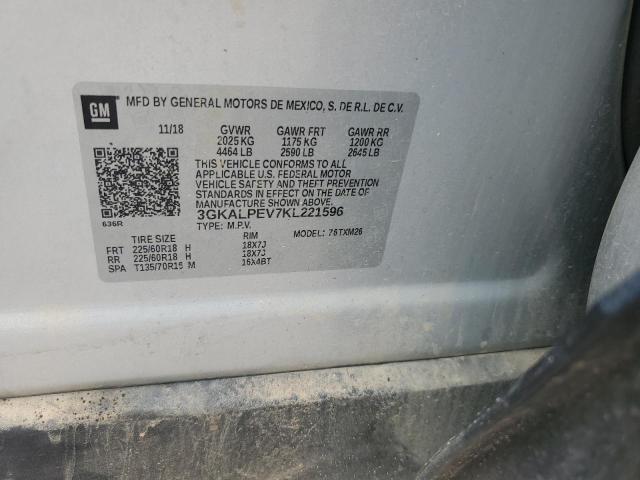 GM
MFD BY GENERAL MOTORS DE MEXICO, S. DE R.L. DE C.V.
11/18 GVWR GAWR FRT GAWR RR
2025 KG 1175 KG 1200 KG
4464 LB 2590 LB 2645 LB
THIS VEHICLE CONFORMS TO ALL
APPLICABLE U.S. FEDERAL MOTOR
VEHICLE SAFETY AND THEFT PREVENTION
STANDARDS IN EFFECT ON THE DATE OF
MANUFACTURE SHOWN ABOVE.
3GKALPEV7KL221596
636R
TYPE: M.P.V. MODEL: 76TXM26
TIRE SIZE RIM
FRT 225/60R18 H 18X7J
RR 225/60R18 H 18X7J
SPA T135/70R16 M 16X4BT